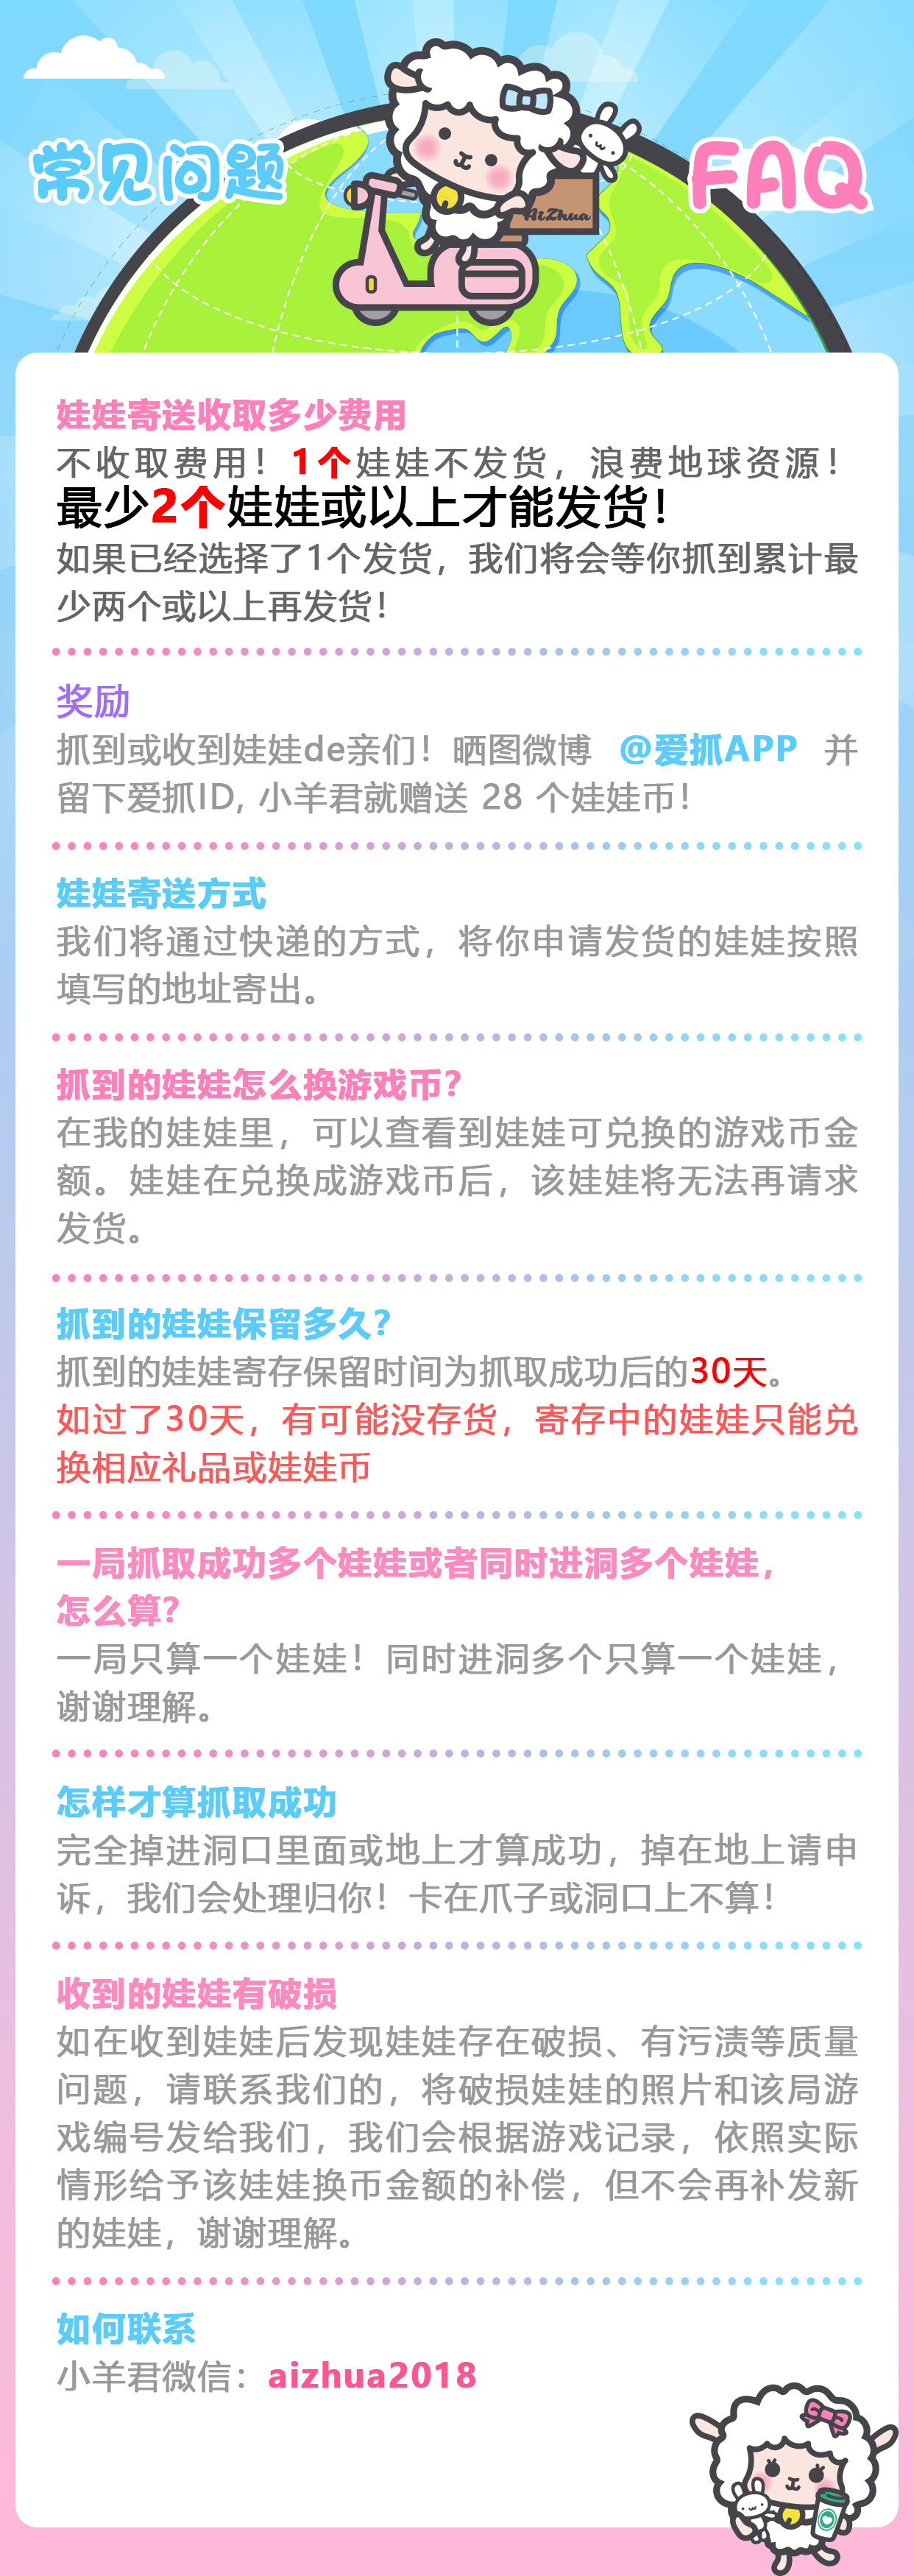 常见问题
FAQ
AiZhua
娃娃寄送收取多少费用
不收取费用！1个娃娃不发货，浪费地球资源！
最少2个娃娃或以上才能发货！
如果已经选择了1个发货，我们将会等你抓到累计最
少两个或以上再发货！
奖励
抓到或收到娃娃de亲们！晒图微博 @爱抓APP 并
留下爱抓ID, 小羊君就赠送 28 个娃娃币！
娃娃寄送方式
我们将通过快递的方式，将你申请发货的娃娃按照
填写的地址寄出。
抓到的娃娃怎么换游戏币？
在我的娃娃里，可以查看到娃娃可兑换的游戏币金
额。娃娃在兑换成游戏币后，该娃娃将无法再请求
发货。
抓到的娃娃保留多久？
抓到的娃娃寄存保留时间为抓取成功后的30天。
如过了30天，有可能没存货，寄存中的娃娃只能兑
换相应礼品或娃娃币
一局抓取成功多个娃娃或者同时进洞多个娃娃，
怎么算？
一局只算一个娃娃！同时进洞多个只算一个娃娃，
谢谢理解。
怎样才算抓取成功
完全掉进洞口里面或地上才算成功，掉在地上请申
诉，我们会处理归你！卡在爪子或洞口上不算！
收到的娃娃有破损
如在收到娃娃后发现娃娃存在破损、有污渍等质量
问题，请联系我们的，将破损娃娃的照片和该局游
戏编号发给我们，我们会根据游戏记录，依照实际
情形给予该娃娃换币金额的补偿，但不会再补发新
的娃娃，谢谢理解。
如何联系
小羊君微信：aizhua2018